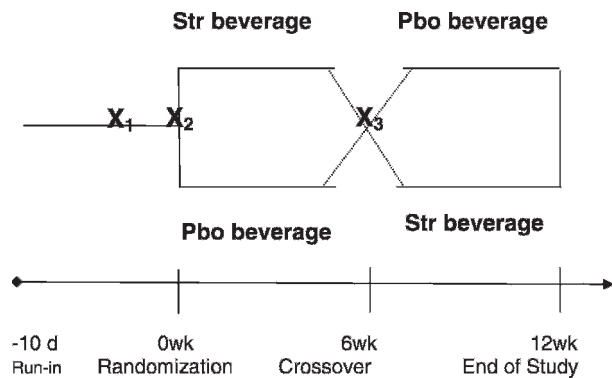 Str beverage Pbo beverage
X1 X2 X3
Pbo beverage Str beverage
-10 d 0wk 6wk 12wk
Run-in Randomization Crossover End of Study